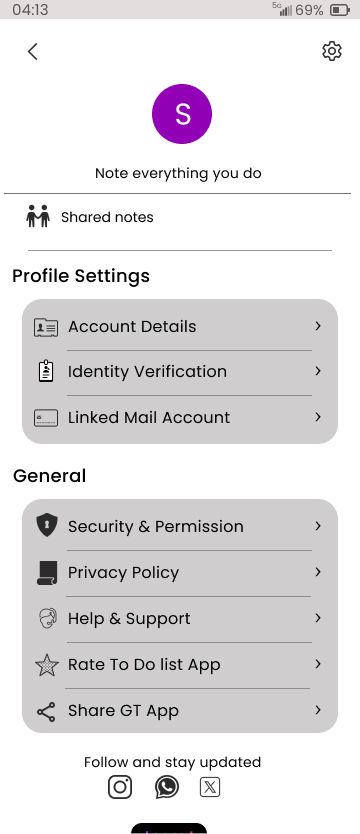 04:13
5G 69%
S
Note everything you do
Shared notes
Profile Settings
Account Details
Identity Verification
Linked Mail Account
General
Security & Permission
Privacy Policy
Help & Support
Rate To Do list App
Share GT App
Follow and stay updated